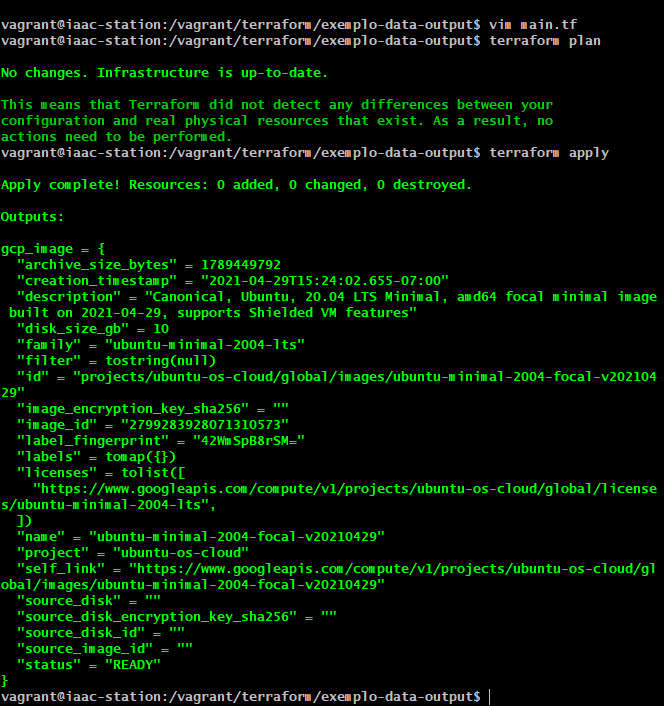 vagrant@iaac-station:/vagrant/terraform/exemplo-data-output$ vim main.tf
vagrant@iaac-station:/vagrant/terraform/exemplo-data-output$ terraform plan
No changes. Infrastructure is up-to-date.
This means that Terraform did not detect any differences between your
configuration and real physical resources that exist. As a result, no
actions need to be performed.
vagrant@iaac-station:/vagrant/terraform/exemplo-data-output$ terraform apply
Apply complete! Resources: 0 added, 0 changed, 0 destroyed.
Outputs:
gcp_image = {
  "archive_size_bytes" = 1789449792
  "creation_timestamp" = "2021-04-29T15:24:02.655-07:00"
  "description" = "Canonical, Ubuntu, 20.04 LTS Minimal, amd64 focal minimal image
 built on 2021-04-29, supports Shielded VM features"
  "disk_size_gb" = 10
  "family" = "ubuntu-minimal-2004-lts"
  "filter" = tostring(null)
  "id" = "projects/ubuntu-os-cloud/global/images/ubuntu-minimal-2004-focal-v202104
29"
  "image_encryption_key_sha256" = ""
  "image_id" = "2799283928071310573"
  "label_fingerprint" = "42WmSpB8rSM="
  "labels" = tomap({})
  "licenses" = tolist([
    "https://www.googleapis.com/compute/v1/projects/ubuntu-os-cloud/global/license
s/ubuntu-minimal-2004-lts",
  ])
  "name" = "ubuntu-minimal-2004-focal-v20210429"
  "project" = "ubuntu-os-cloud"
  "self_link" = "https://www.googleapis.com/compute/v1/projects/ubuntu-os-cloud/gl
obal/images/ubuntu-minimal-2004-focal-v20210429"
  "source_disk" = ""
  "source_disk_encryption_key_sha256" = ""
  "source_disk_id" = ""
  "source_image_id" = ""
  "status" = "READY"
}
vagrant@iaac-station:/vagrant/terraform/exemplo-data-output$